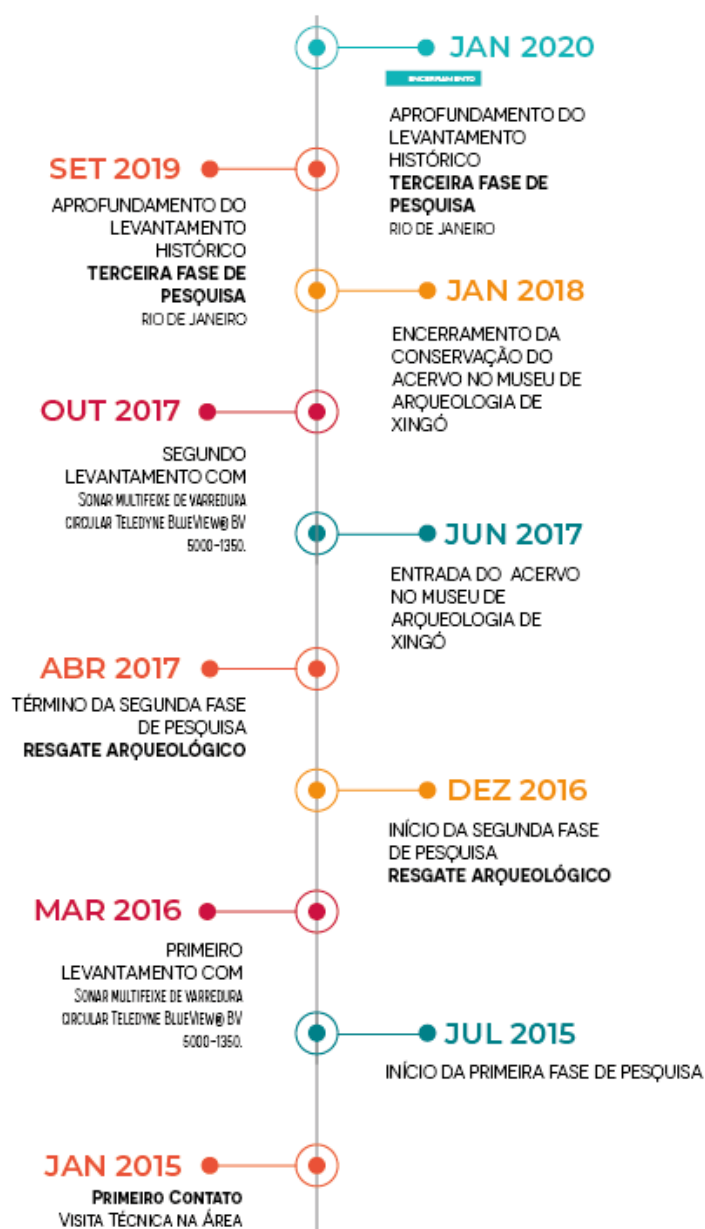 JAN 2020
ENCERRAMENTO
APROFUNDAMENTO DO
LEVANTAMENTO
HISTÓRICO
TERCEIRA FASE DE
PESQUISA
RIO DE JANEIRO
SET 2019
APROFUNDAMENTO DO
LEVANTAMENTO
HISTÓRICO
TERCEIRA FASE DE
PESQUISA
RIO DE JANEIRO
JAN 2018
ENCERRAMENTO DA
CONSERVAÇÃO DO
ACERVO NO MUSEU DE
ARQUEOLOGIA DE
XINGÓ
OUT 2017
SEGUNDO
LEVANTAMENTO COM
SONAR MULTIFEIXE DE VARREDURA
CIRCULAR TELEDYNE BLUEVIEW® BV
5000-1350.
JUN 2017
ENTRADA DO ACERVO
NO MUSEU DE
ARQUEOLOGIA DE
XINGÓ
ABR 2017
TÉRMINO DA SEGUNDA FASE
DE PESQUISA
RESGATE ARQUEOLÓGICO
DEZ 2016
INÍCIO DA SEGUNDA FASE
DE PESQUISA
RESGATE ARQUEOLÓGICO
MAR 2016
PRIMEIRO
LEVANTAMENTO COM
SONAR MULTIFEIXE DE VARREDURA
CIRCULAR TELEDYNE BLUEVIEW® BV
5000-1350.
JUL 2015
INÍCIO DA PRIMEIRA FASE DE PESQUISA
JAN 2015
PRIMEIRO CONTATO
VISITA TÉCNICA NA ÁREA